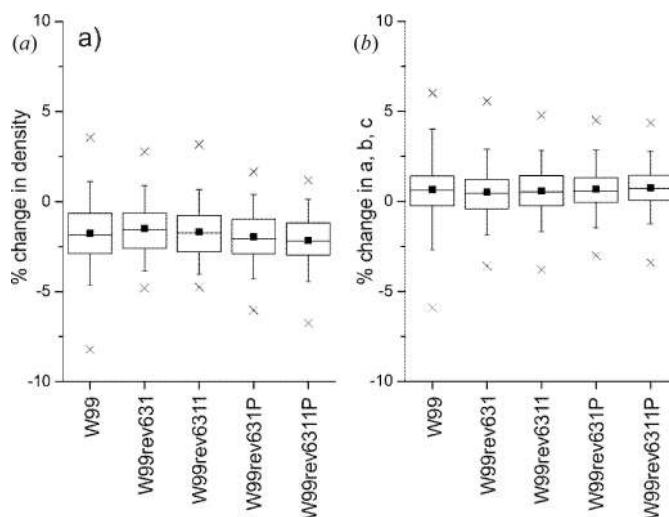 (a) a)
% change in density
10
5
0
-5
-10
W99
W99rev631
W99rev6311
W99rev631P
W99rev6311P
(b)
% change in a, b, c
10
5
0
-5
-10
W99
W99rev631
W99rev6311
W99rev631P
W99rev6311P